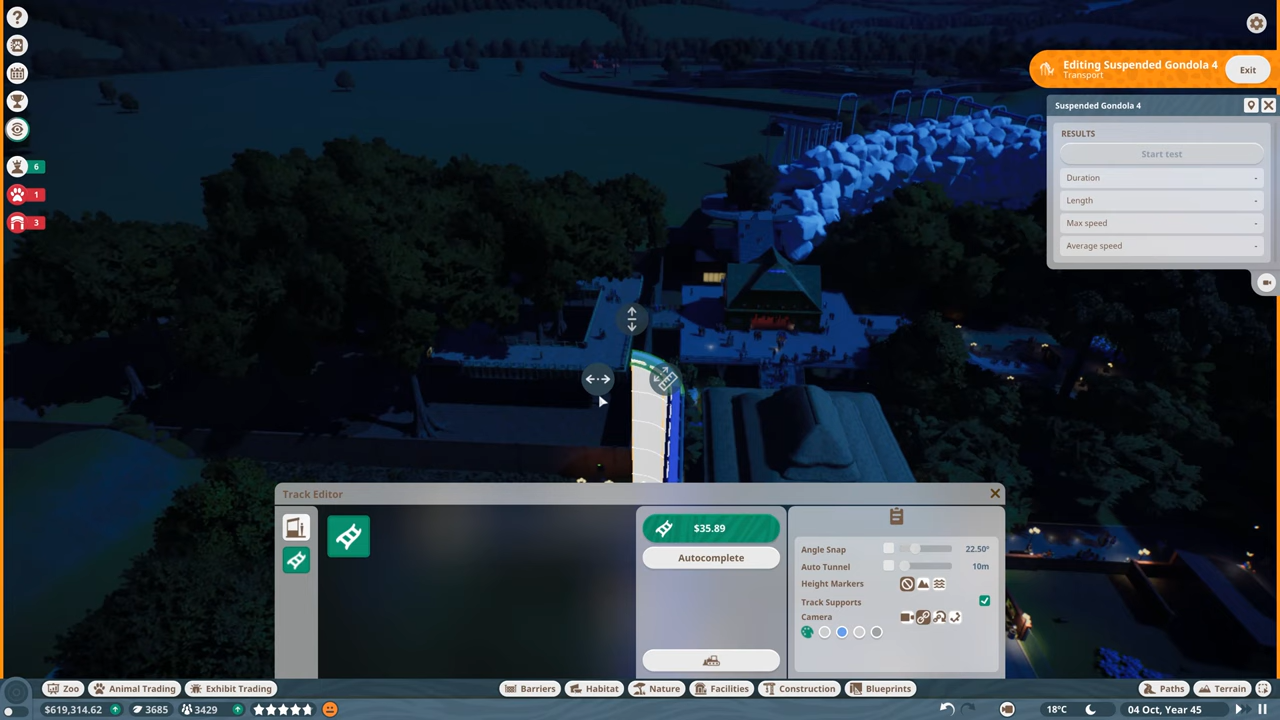 ?
Editing Suspended Gondola 4
Transport
Exit
Suspended Gondola 4
RESULTS
Start test
Duration -
Length -
Max speed -
Average speed -
6
1
3
Track Editor
$35.89
Autocomplete
Angle Snap 22.50°
Auto Tunnel 10m
Height Markers
Track Supports
Camera
Zoo Animal Trading Exhibit Trading Barriers Habitat Nature Facilities Construction Blueprints Paths Terrain
$619,314.62 3685 3429 18°C 04 Oct, Year 45